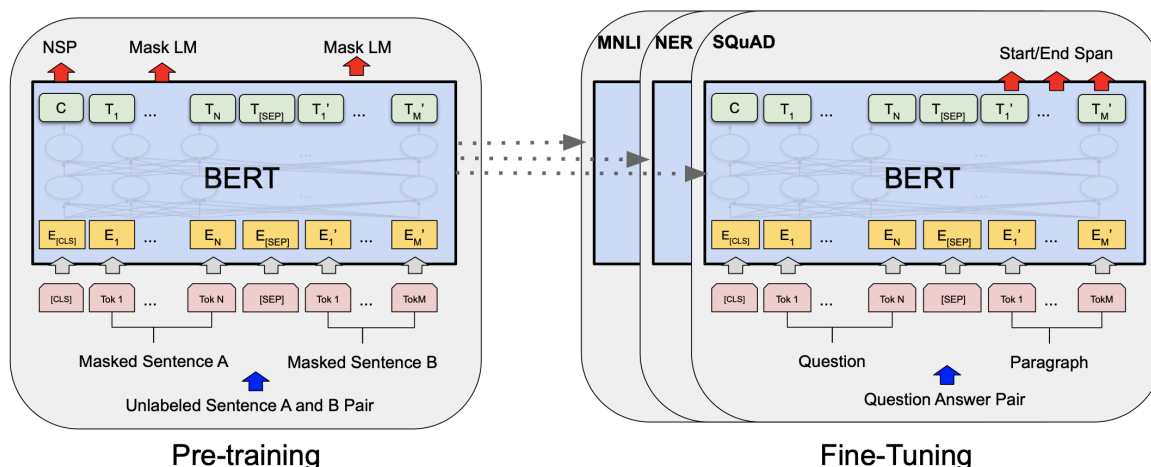 NSP Mask LM Mask LM
C T1 ... TN T[SEP] T1' ... TM'
...
BERT
...
E[CLS] E1 ... EN E[SEP] E1' ... EM'
[CLS] Tok 1 ... Tok N [SEP] Tok 1 ... TokM
Masked Sentence A Masked Sentence B
Unlabeled Sentence A and B Pair
Pre-training
MNLI NER SQuAD
Start/End Span
C T1 ... TN T[SEP] T1' ... TM'
...
BERT
...
E[CLS] E1 ... EN E[SEP] E1' ... EM'
[CLS] Tok 1 ... Tok N [SEP] Tok 1 ... TokM
Question Paragraph
Question Answer Pair
Fine-Tuning